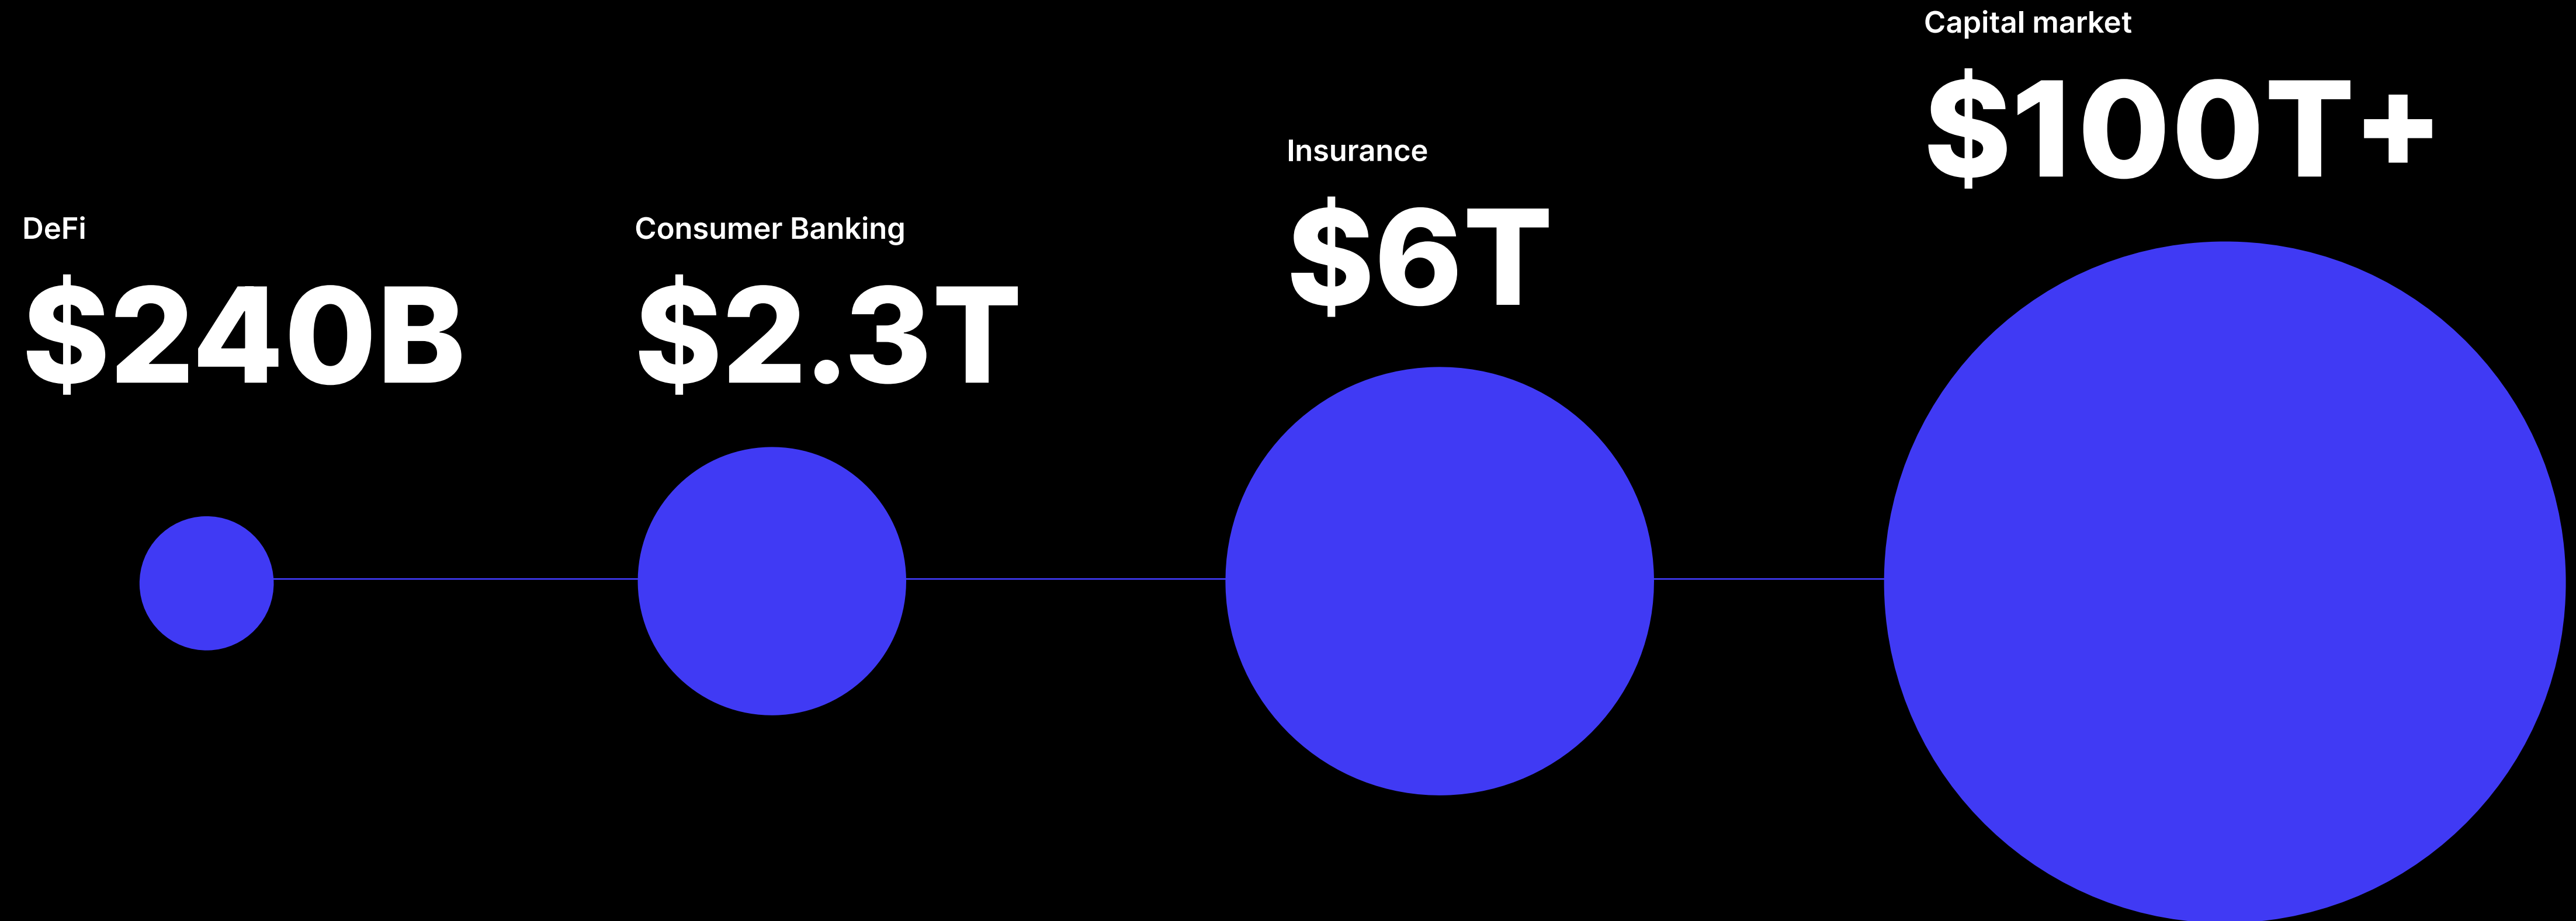 DeFi
$240B
Consumer Banking
$2.3T
Insurance
$6T
Capital market
$100T+